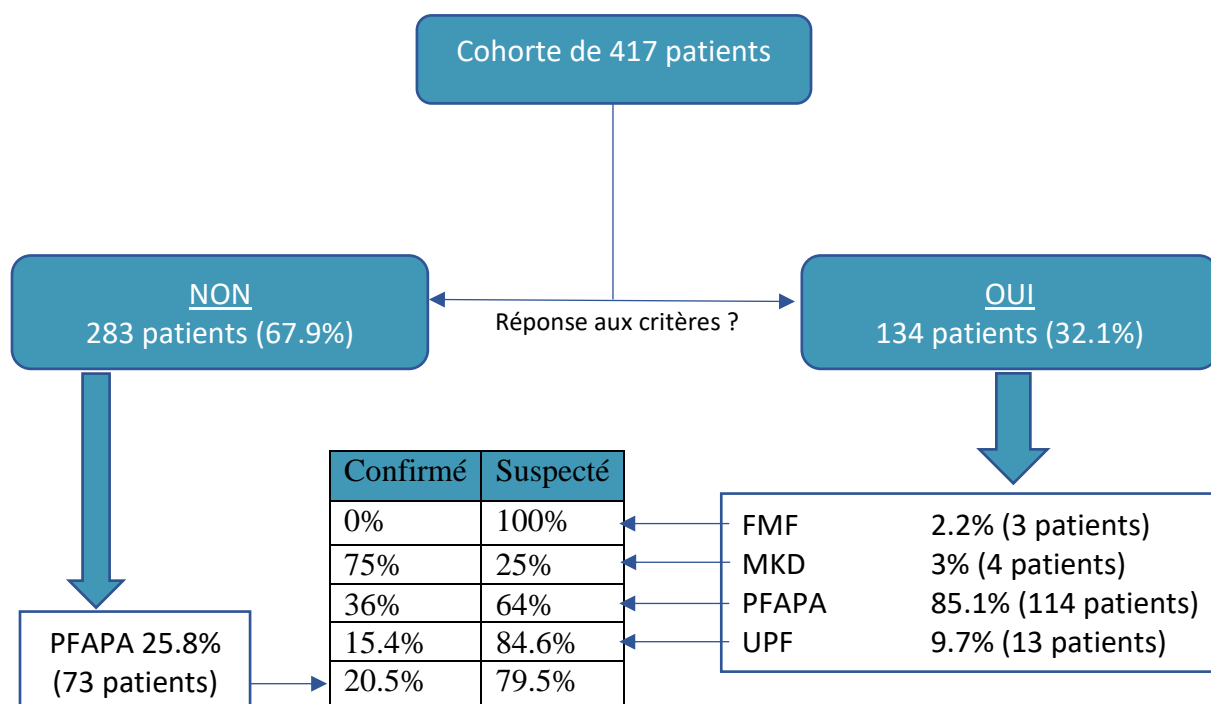 Cohorte de 417 patients
NON
283 patients (67.9%)
Réponse aux critères ?
OUI
134 patients (32.1%)
Confirmé Suspecté
0% 100%
75% 25%
36% 64%
15.4% 84.6%
20.5% 79.5%
FMF 2.2% (3 patients)
MKD 3% (4 patients)
PFAPA 85.1% (114 patients)
UPF 9.7% (13 patients)
PFAPA 25.8%
(73 patients)